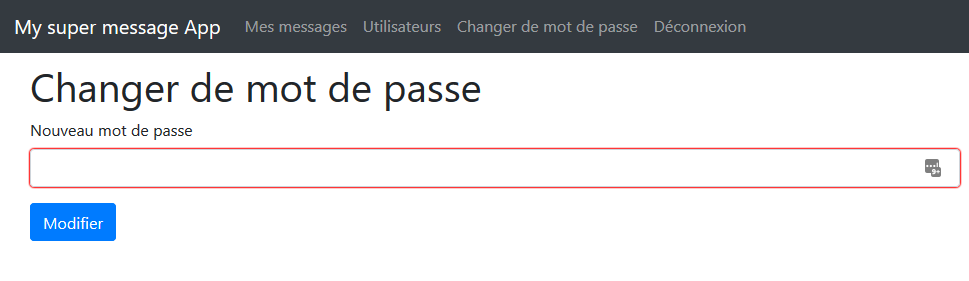 My super message App Mes messages Utilisateurs Changer de mot de passe Déconnexion
Changer de mot de passe
Nouveau mot de passe
9+
Modifier